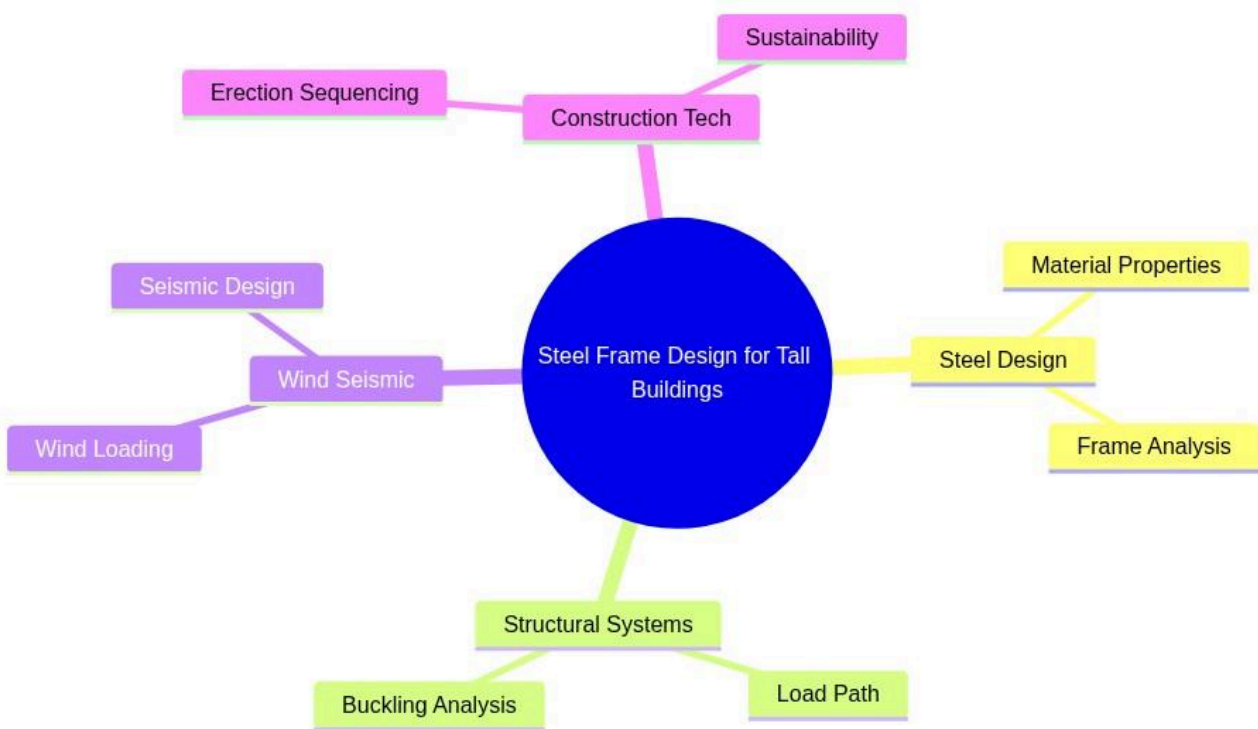 Sustainability
Erection Sequencing
Construction Tech
Material Properties
Seismic Design
Steel Frame Design for Tall
Buildings
Steel Design
Wind Seismic
Frame Analysis
Wind Loading
Structural Systems
Load Path
Buckling Analysis